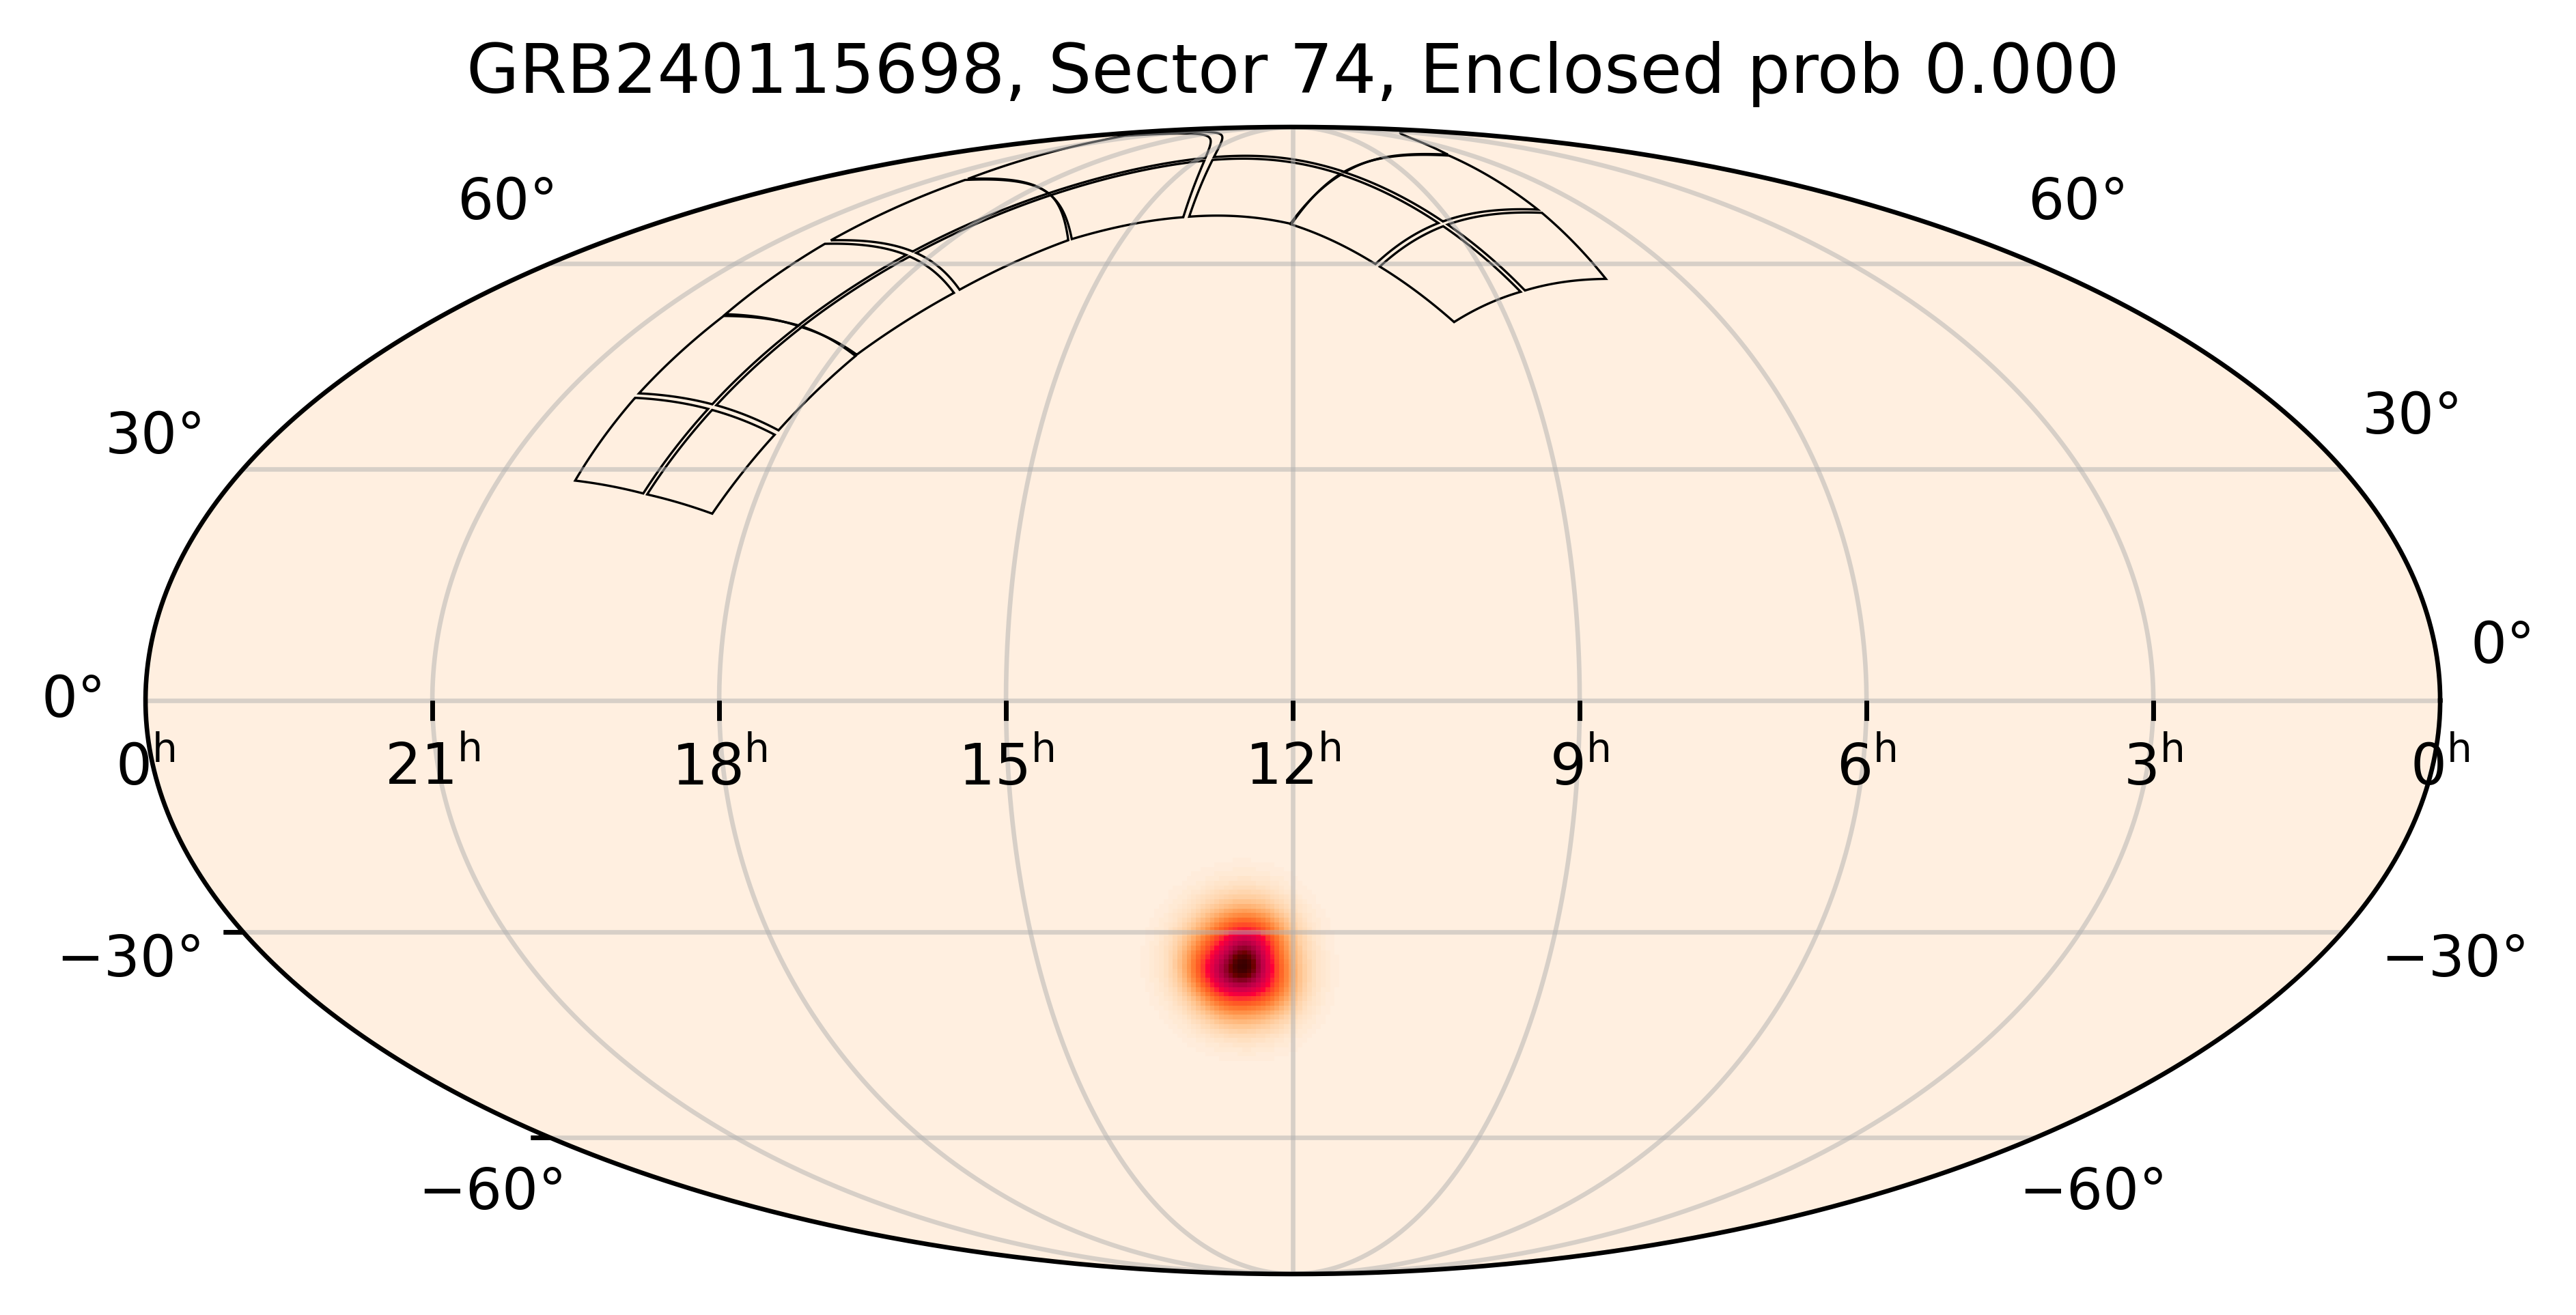 GRB240115698, Sector 74, Enclosed prob 0.000
60° 60°
30° 30°
0° 0°
0h 21h 18h 15h 12h 9h 6h 3h 0h
−30° −30°
−60° −60°